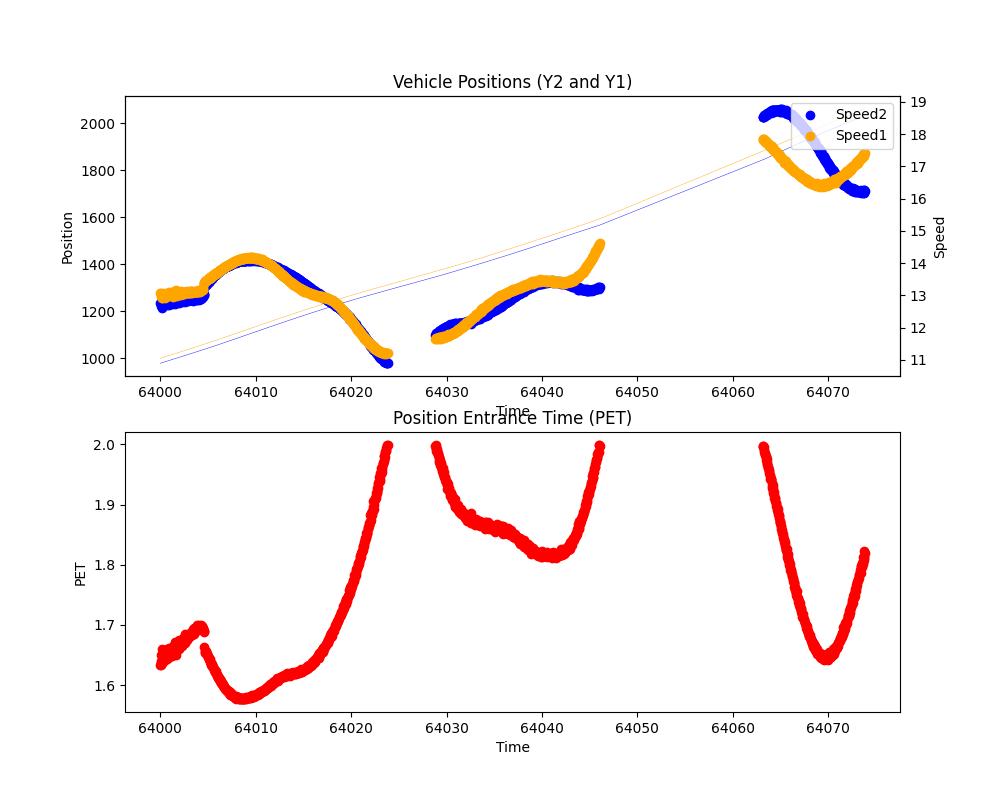 Vehicle Positions (Y2 and Y1)
Position
2000
1800
1600
1400
1200
1000
Speed2
Speed1
19
18
17
16
15
14
13
12
11
Speed
64000 64010 64020 64030 64040 64050 64060 64070
Time
Position Entrance Time (PET)
PET
2.0
1.9
1.8
1.7
1.6
64000 64010 64020 64030 64040 64050 64060 64070
Time